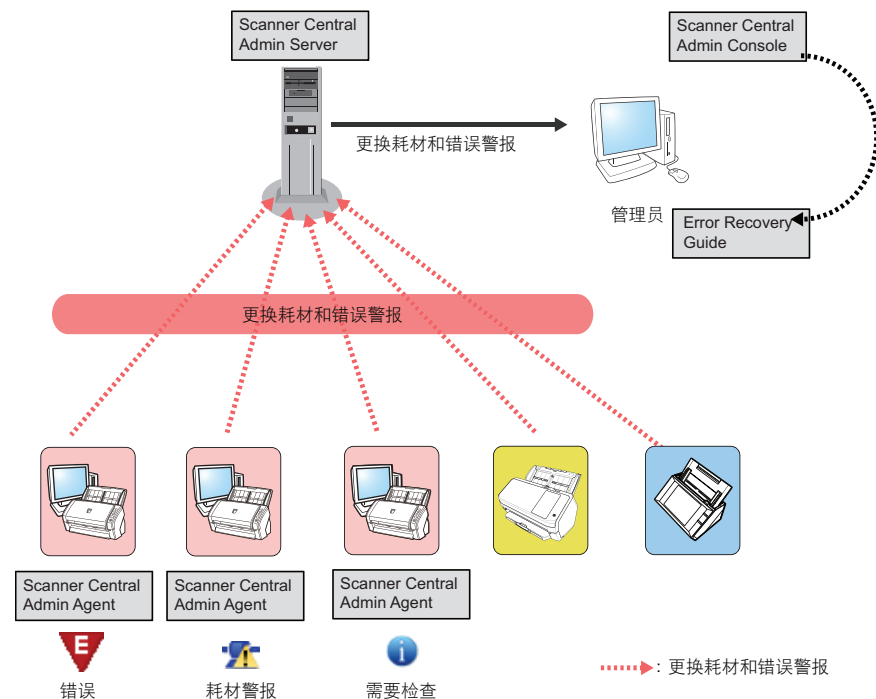 Scanner Central
Admin Server
Scanner Central
Admin Console
更换耗材和错误警报
管理员
Error Recovery
Guide
更换耗材和错误警报
Scanner Central
Admin Agent
Scanner Central
Admin Agent
Scanner Central
Admin Agent
E
i
错误
耗材警报
需要检查
: 更换耗材和错误警报